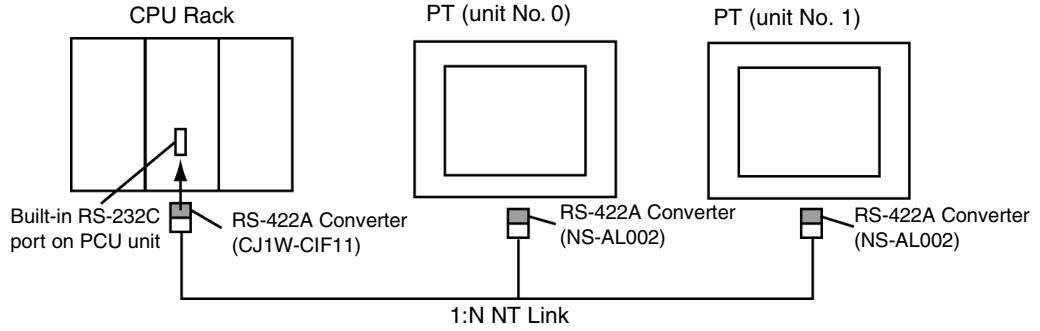 CPU Rack
PT (unit No. 0)
PT (unit No. 1)
Built-in RS-232C
port on PCU unit
RS-422A Converter
(CJ1W-CIF11)
RS-422A Converter
(NS-AL002)
RS-422A Converter
(NS-AL002)
1:N NT Link